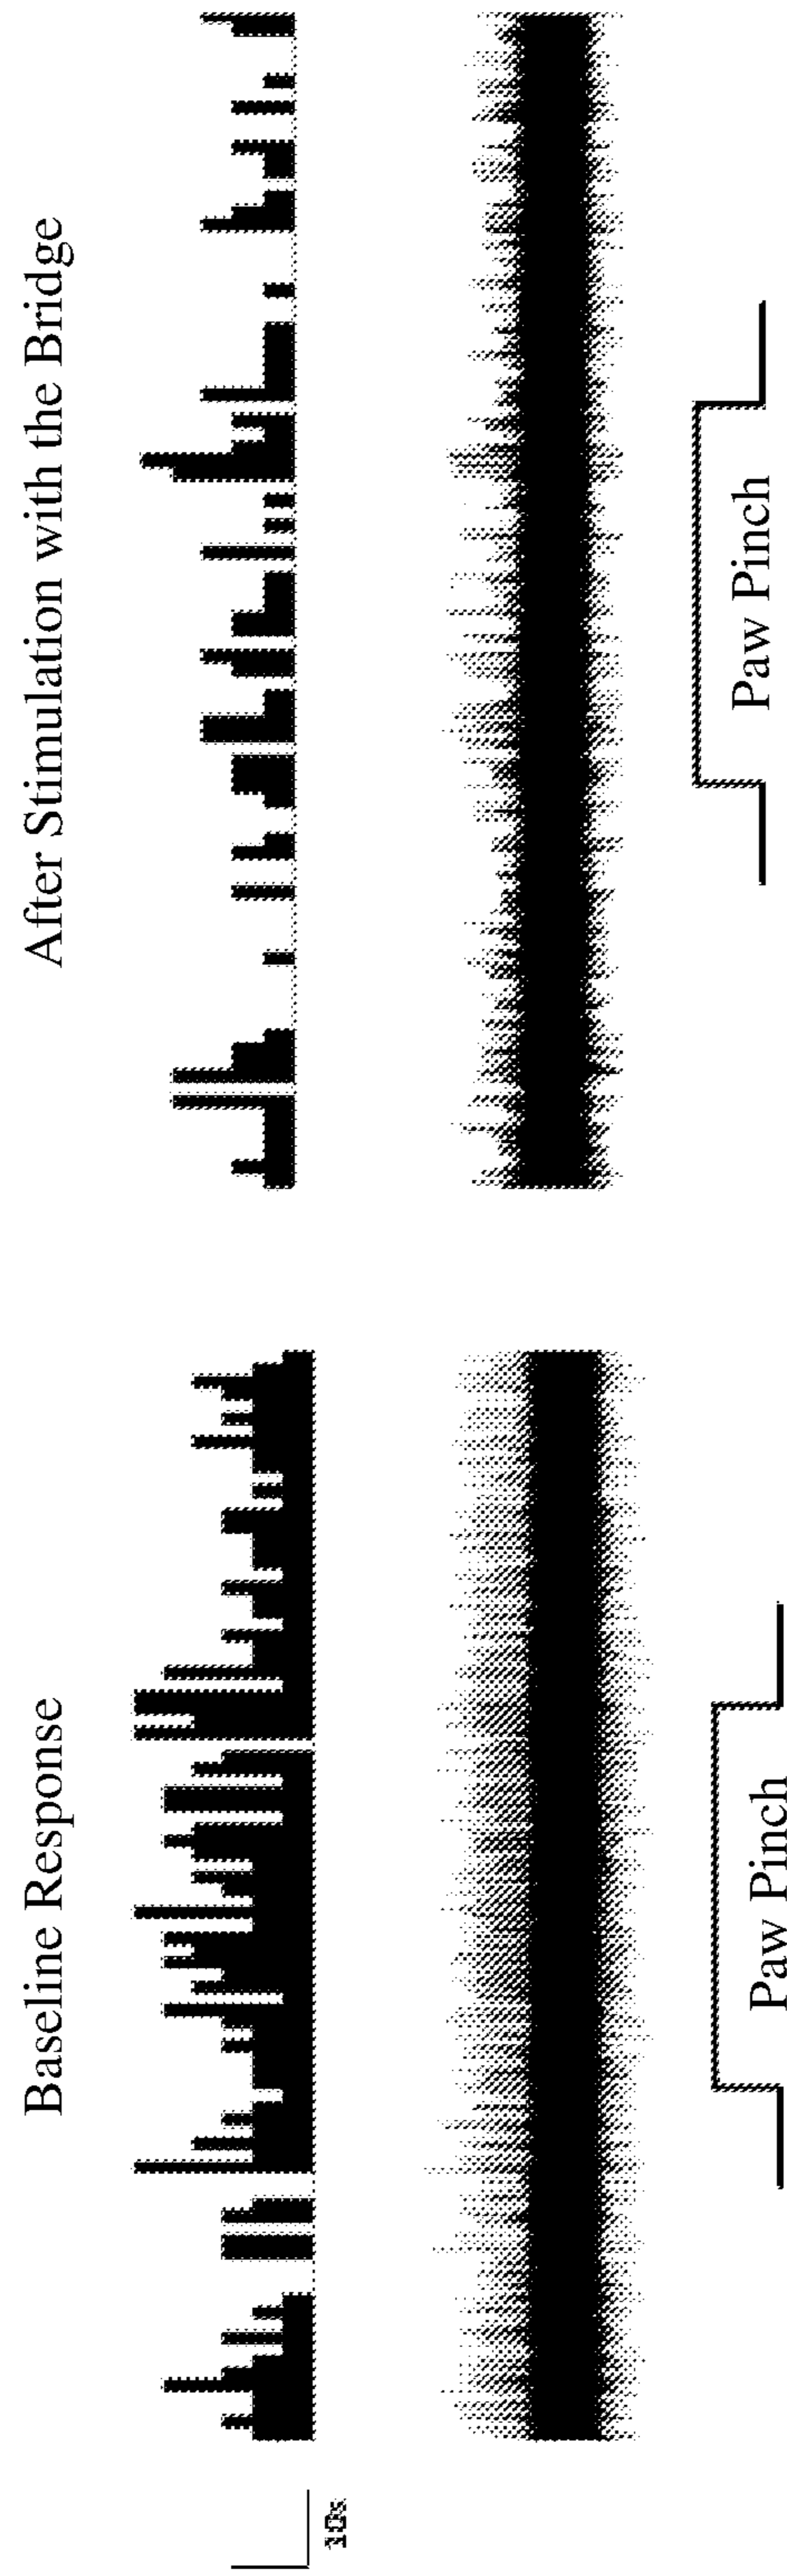 Baseline Response
After Stimulation with the Bridge
10s
Paw Pinch
Paw Pinch